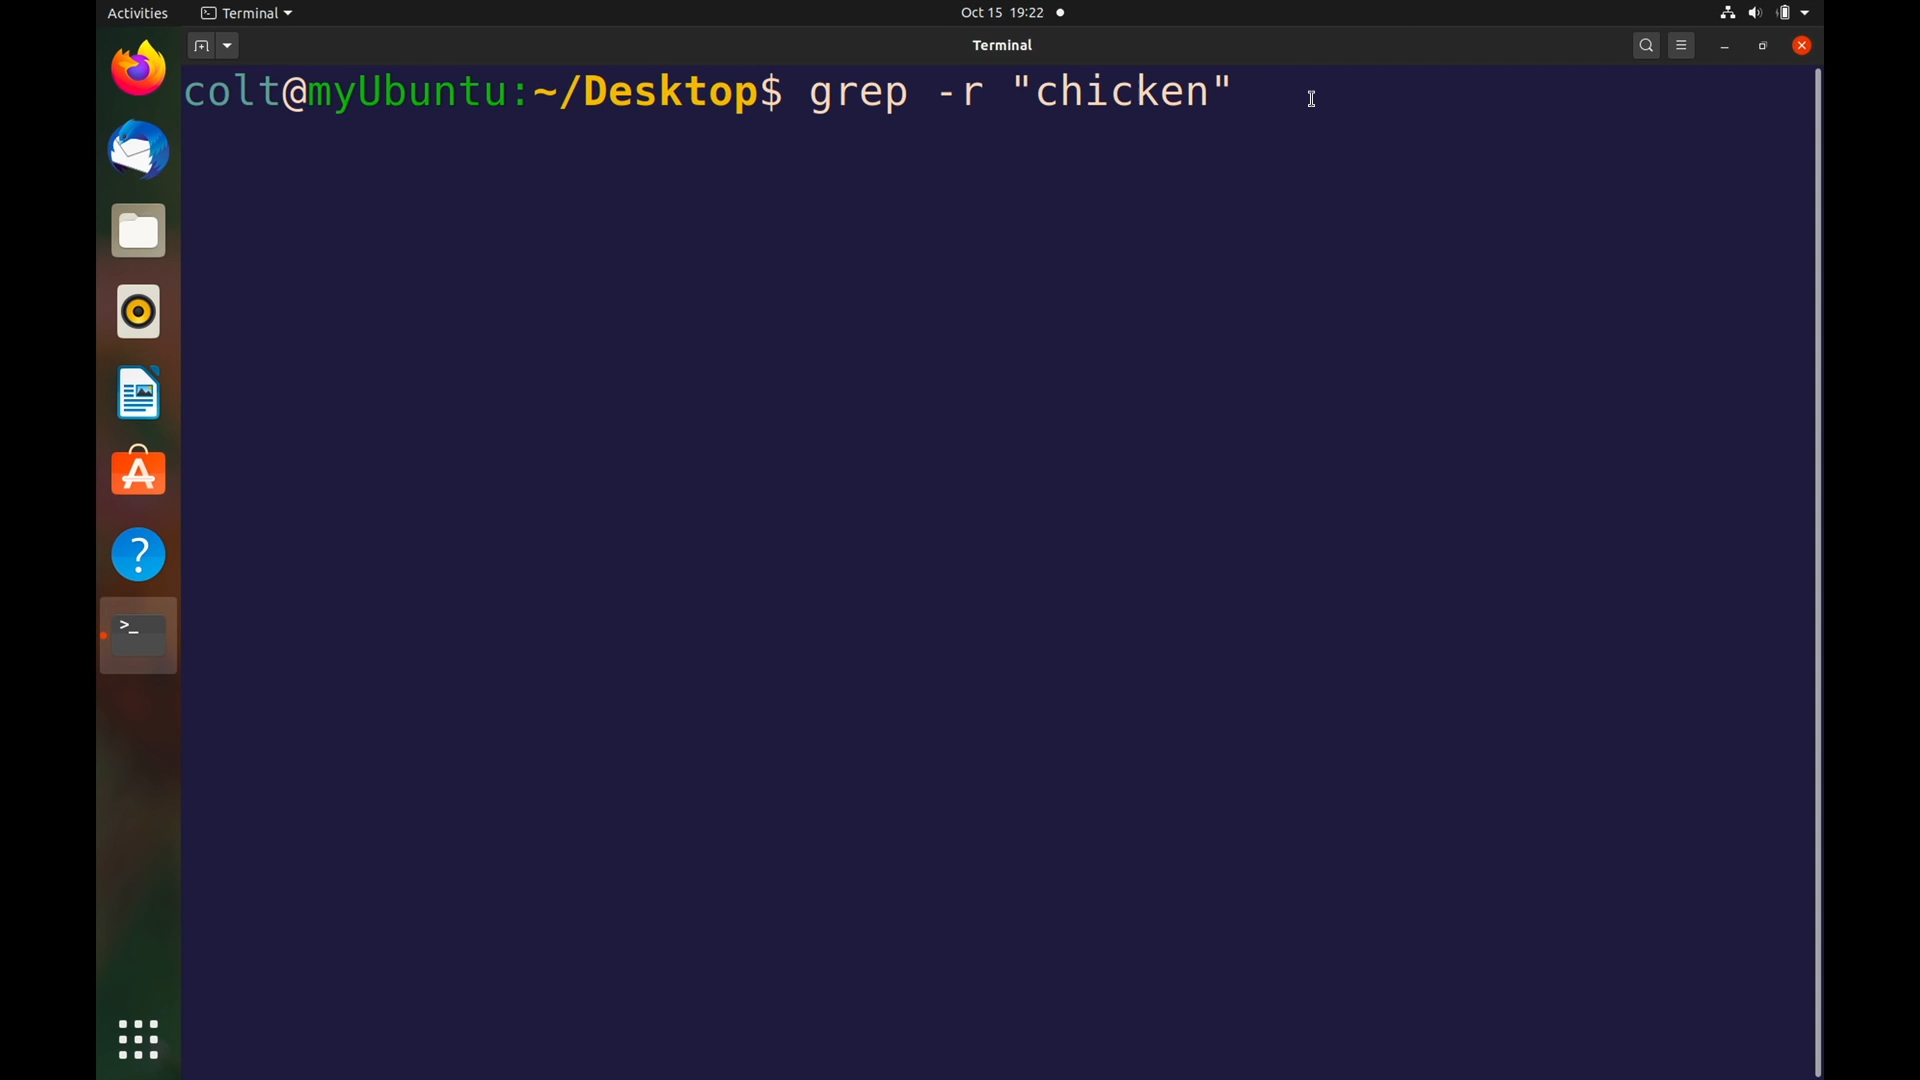 Activities Terminal Oct 15 19:22
Terminal
colt@myUbuntu:~/Desktop$ grep -r "chicken"
?
>_